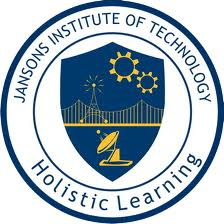 JANSONS INSTITUTE OF TECHNOLOGY
Holistic Learning